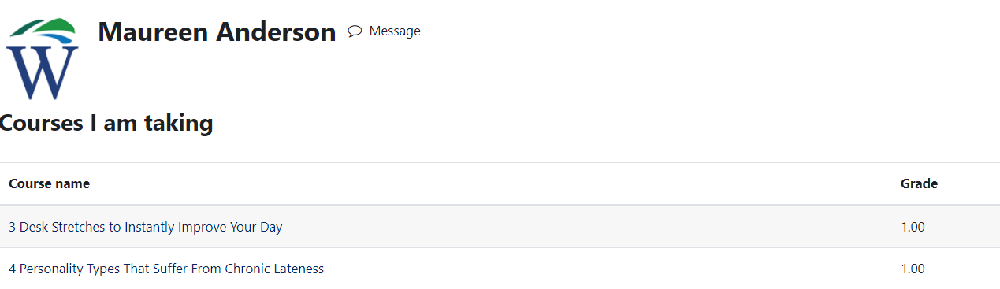 W
Maureen Anderson Message
Courses I am taking
Course name Grade
3 Desk Stretches to Instantly Improve Your Day 1.00
4 Personality Types That Suffer From Chronic Lateness 1.00